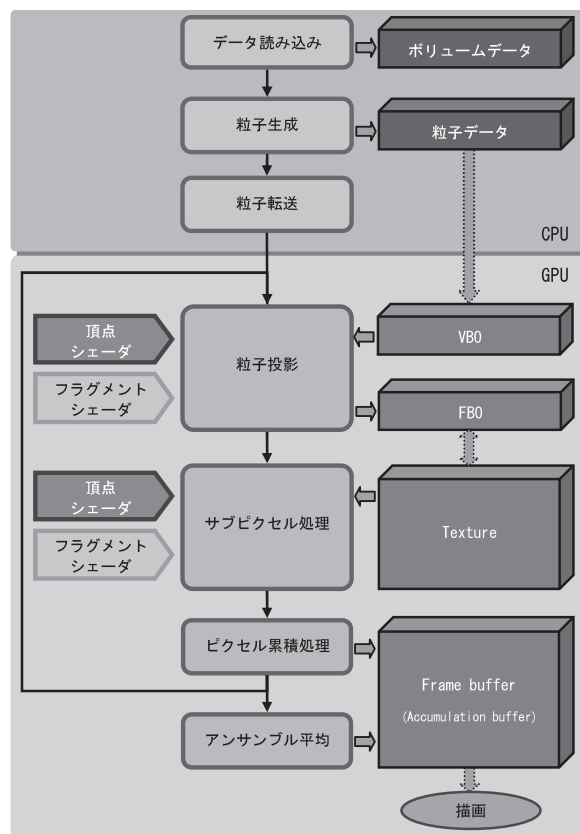 データ読み込み
ボリュームデータ
粒子生成
粒子データ
粒子転送
CPU
GPU
頂点
シェーダ
フラグメント
シェーダ
粒子投影
VBO
FBO
頂点
シェーダ
フラグメント
シェーダ
サブピクセル処理
Texture
ピクセル累積処理
Frame buffer
(Accumulation buffer)
アンサンブル平均
描画